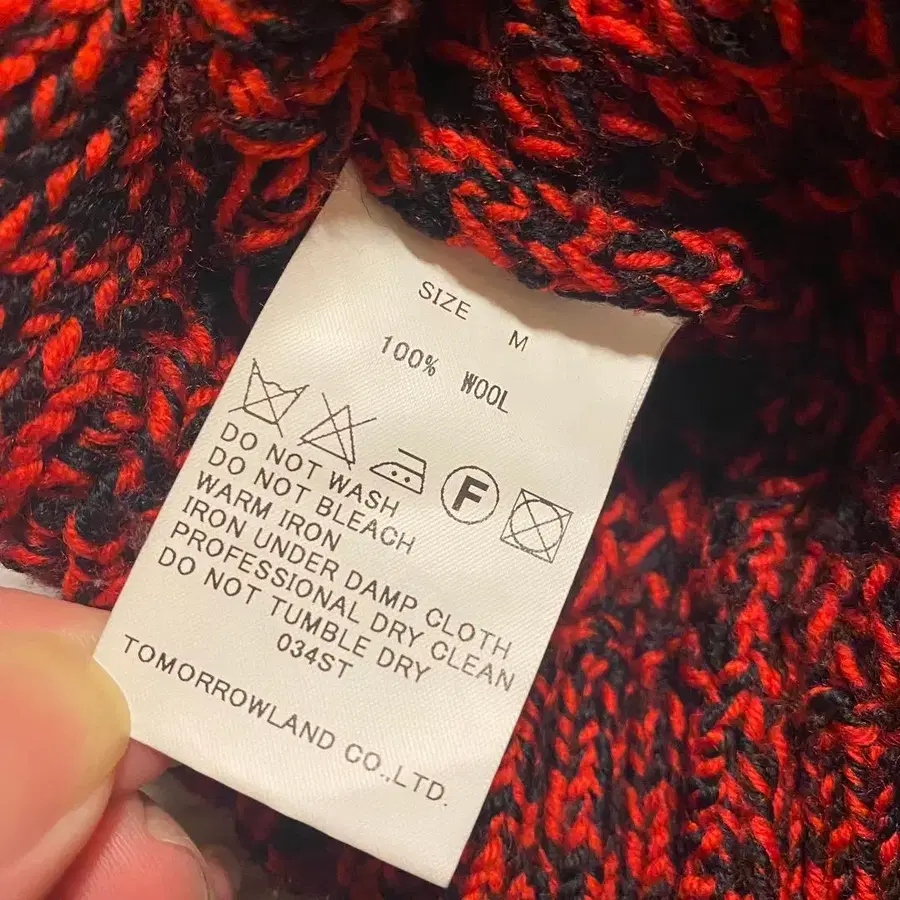 SIZE M
100% WOOL
F
DO NOT WASH
DO NOT BLEACH
WARM IRON
IRON UNDER DAMP CLOTH
PROFESSIONAL DRY CLEAN
DO NOT TUMBLE DRY
034ST
TOMORROWLAND CO.,LTD.